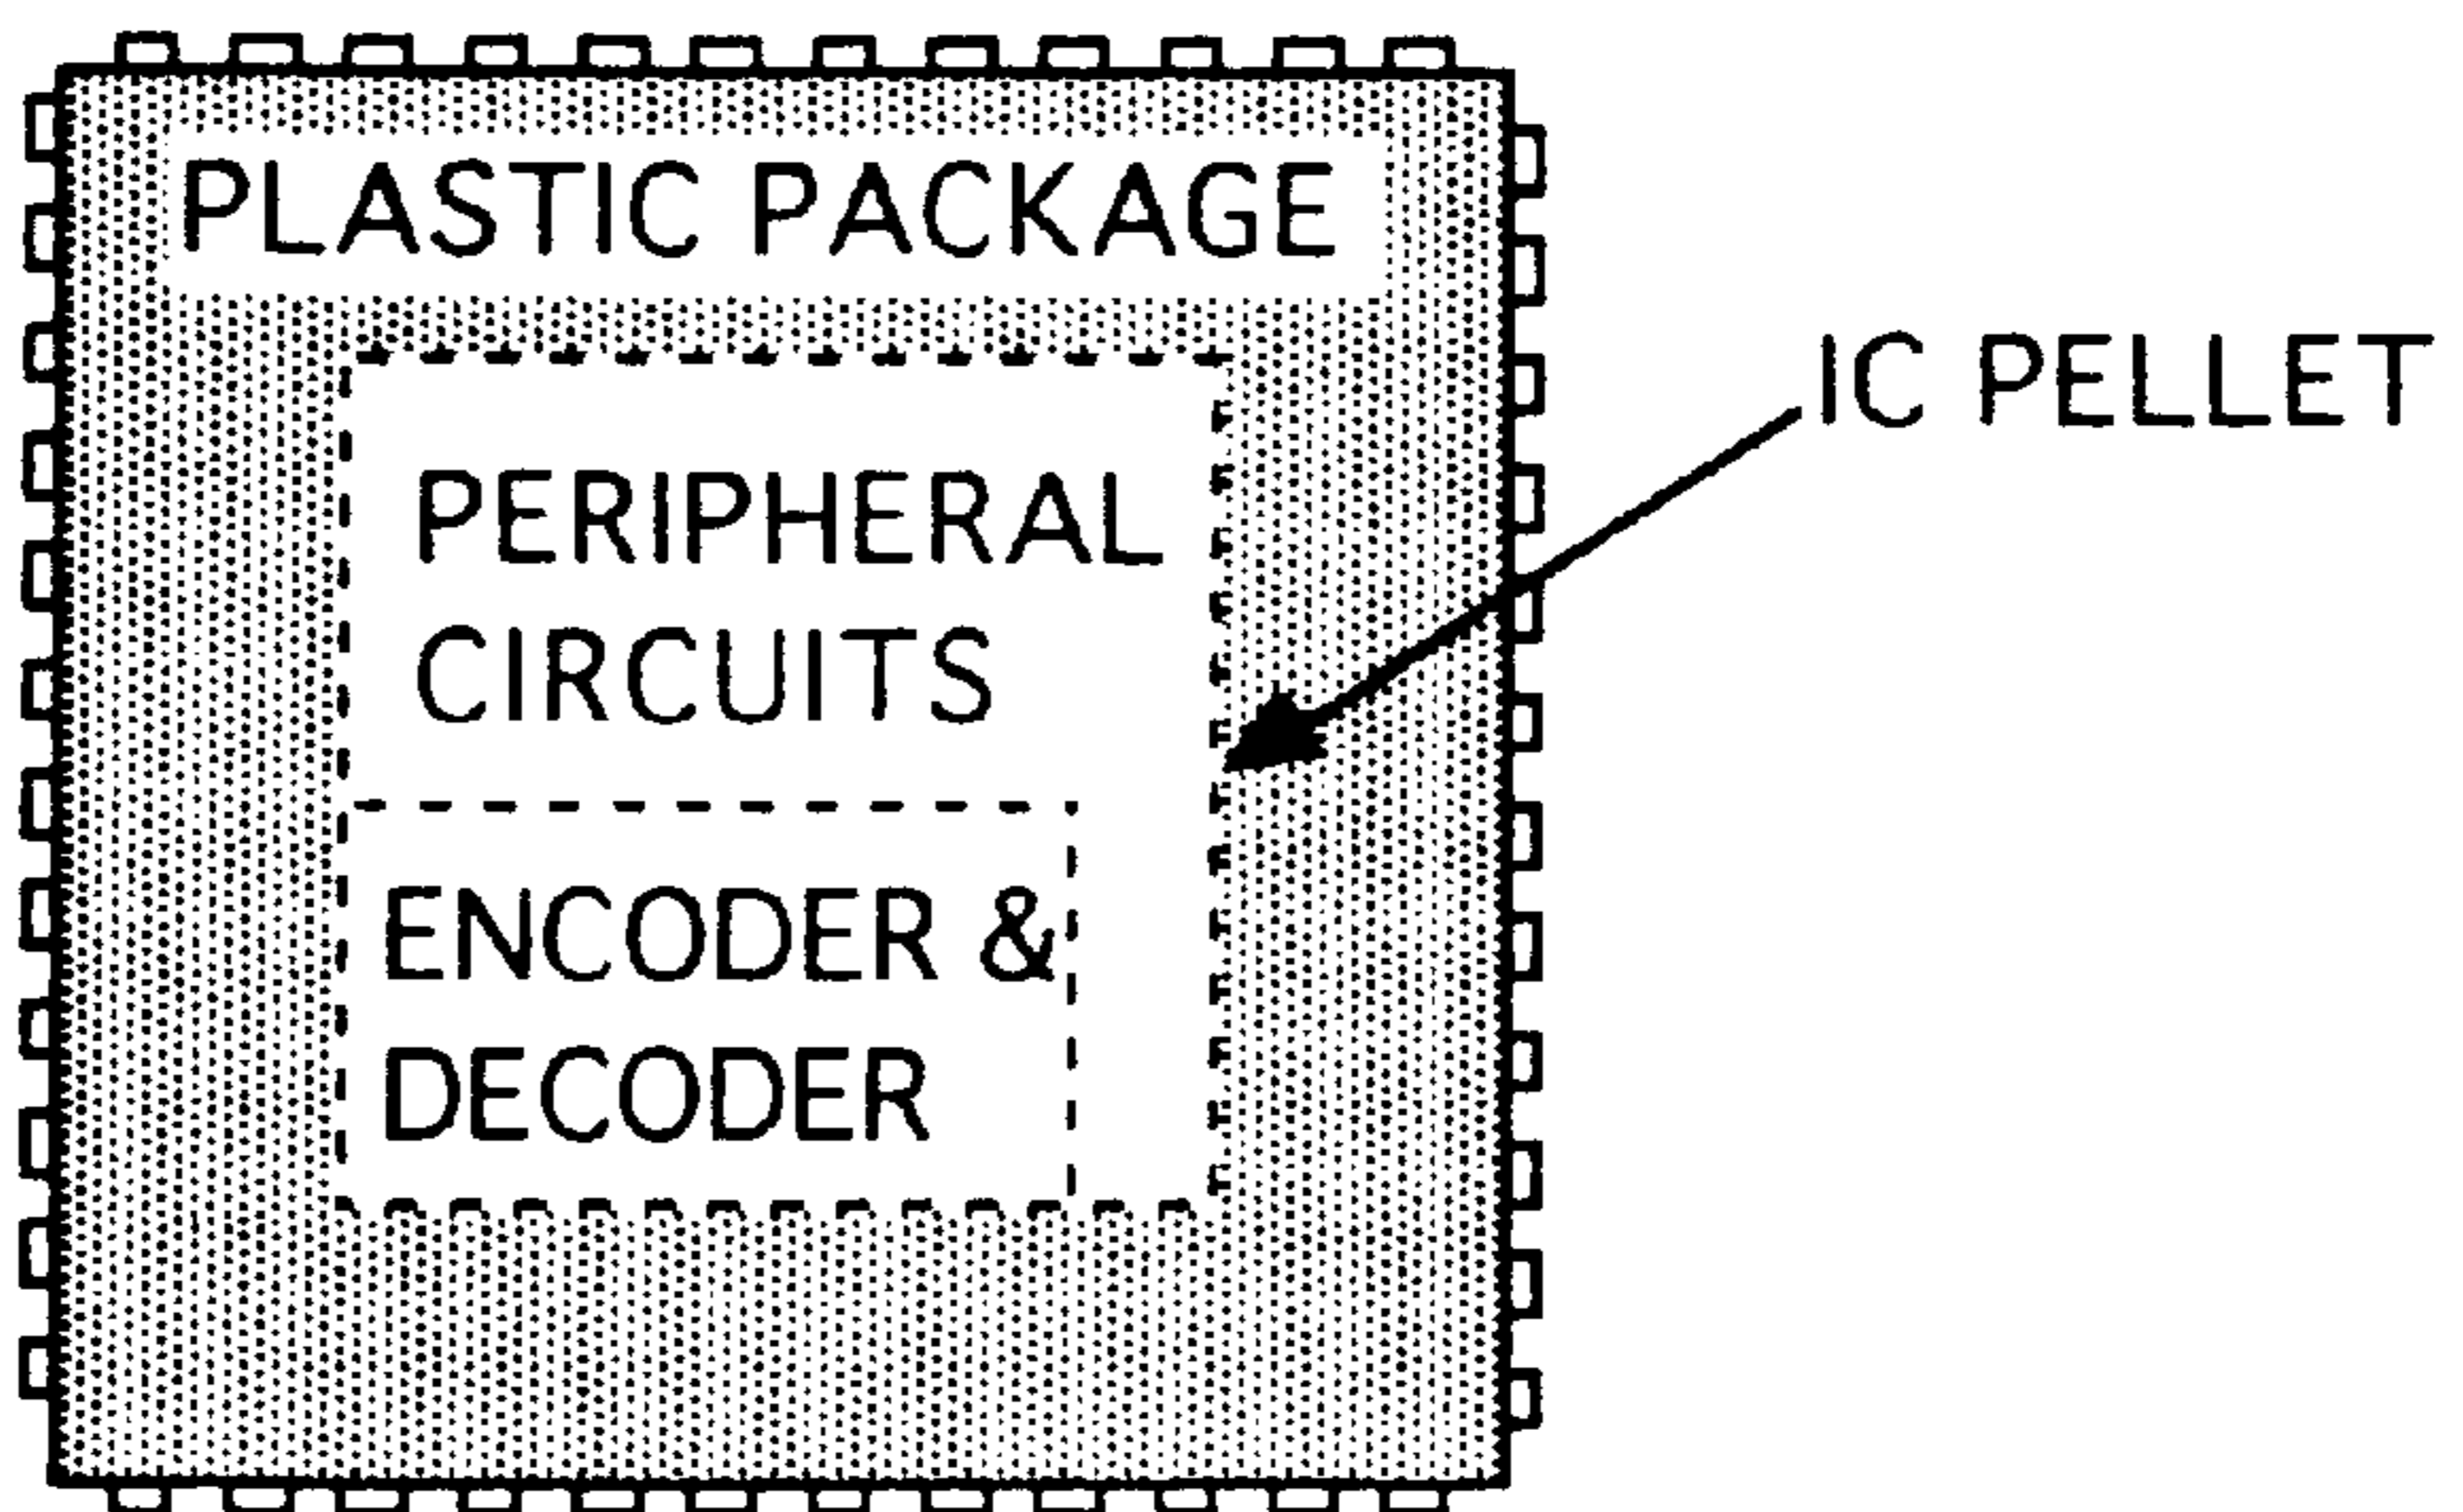 PLASTIC PACKAGE
IC PELLET
PERIPHERAL
CIRCUITS
ENCODER &
DECODER